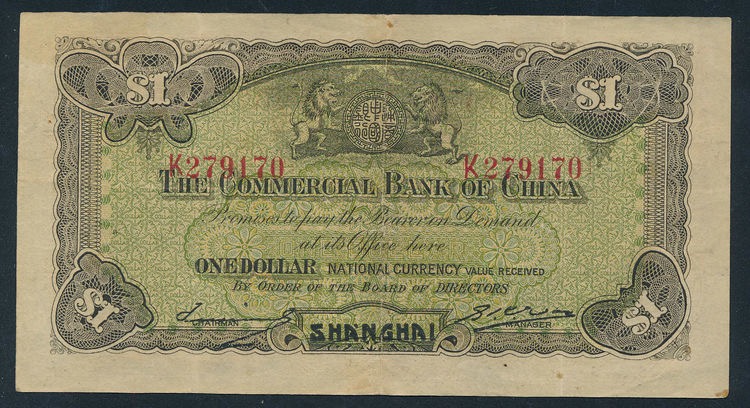 $1 $1
K279170 K279170
THE COMMERCIAL BANK OF CHINA
Promises to pay the Bearer on Demand
at its Office here
ONE DOLLAR NATIONAL CURRENCY VALUE RECEIVED
BY ORDER OF THE BOARD OF DIRECTORS
CHAIRMAN MANAGER
$1 SHANGHAI $1